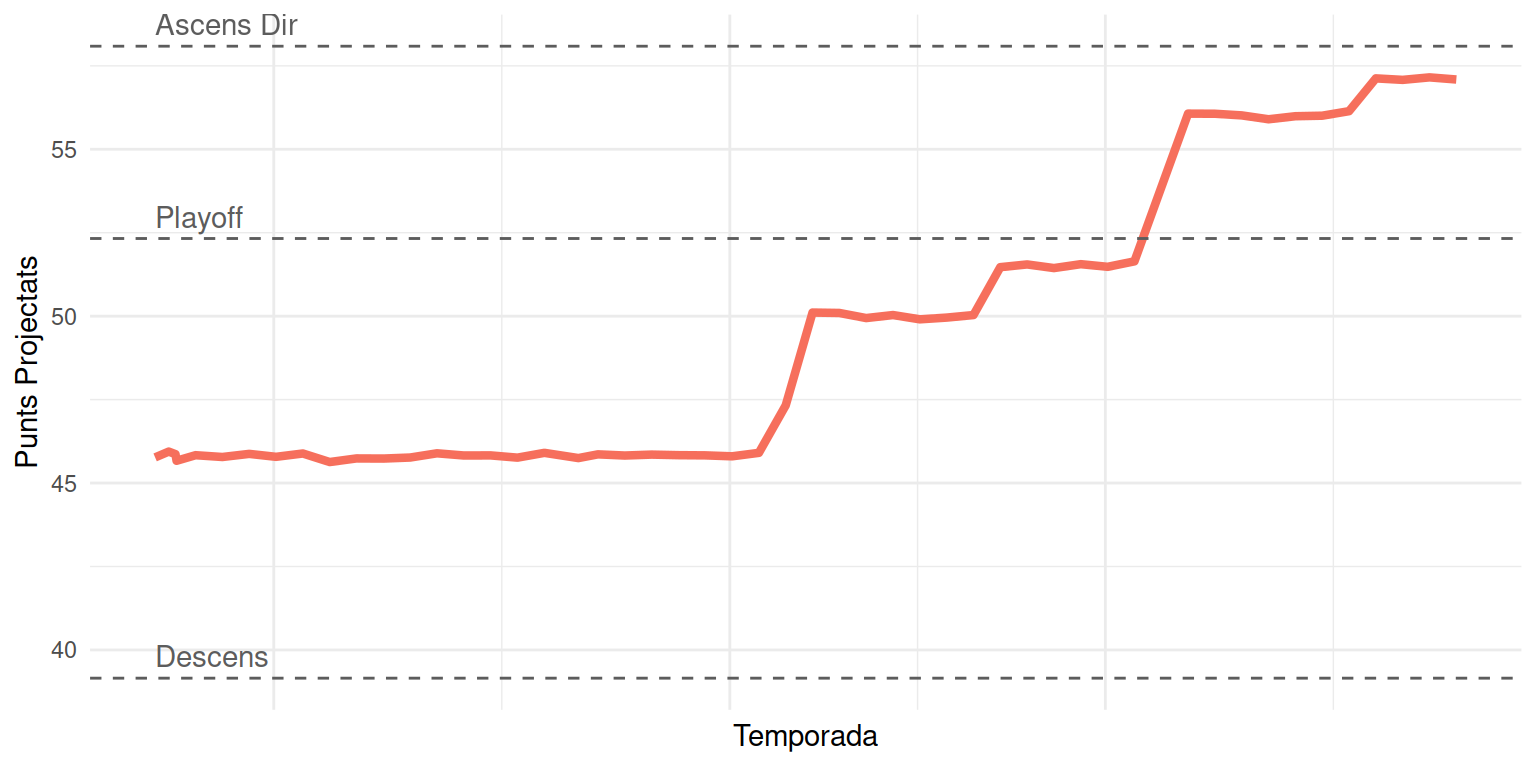 Ascens Dir
55
Playoff
Punts Projectats
50
45
40
Descens
Temporada